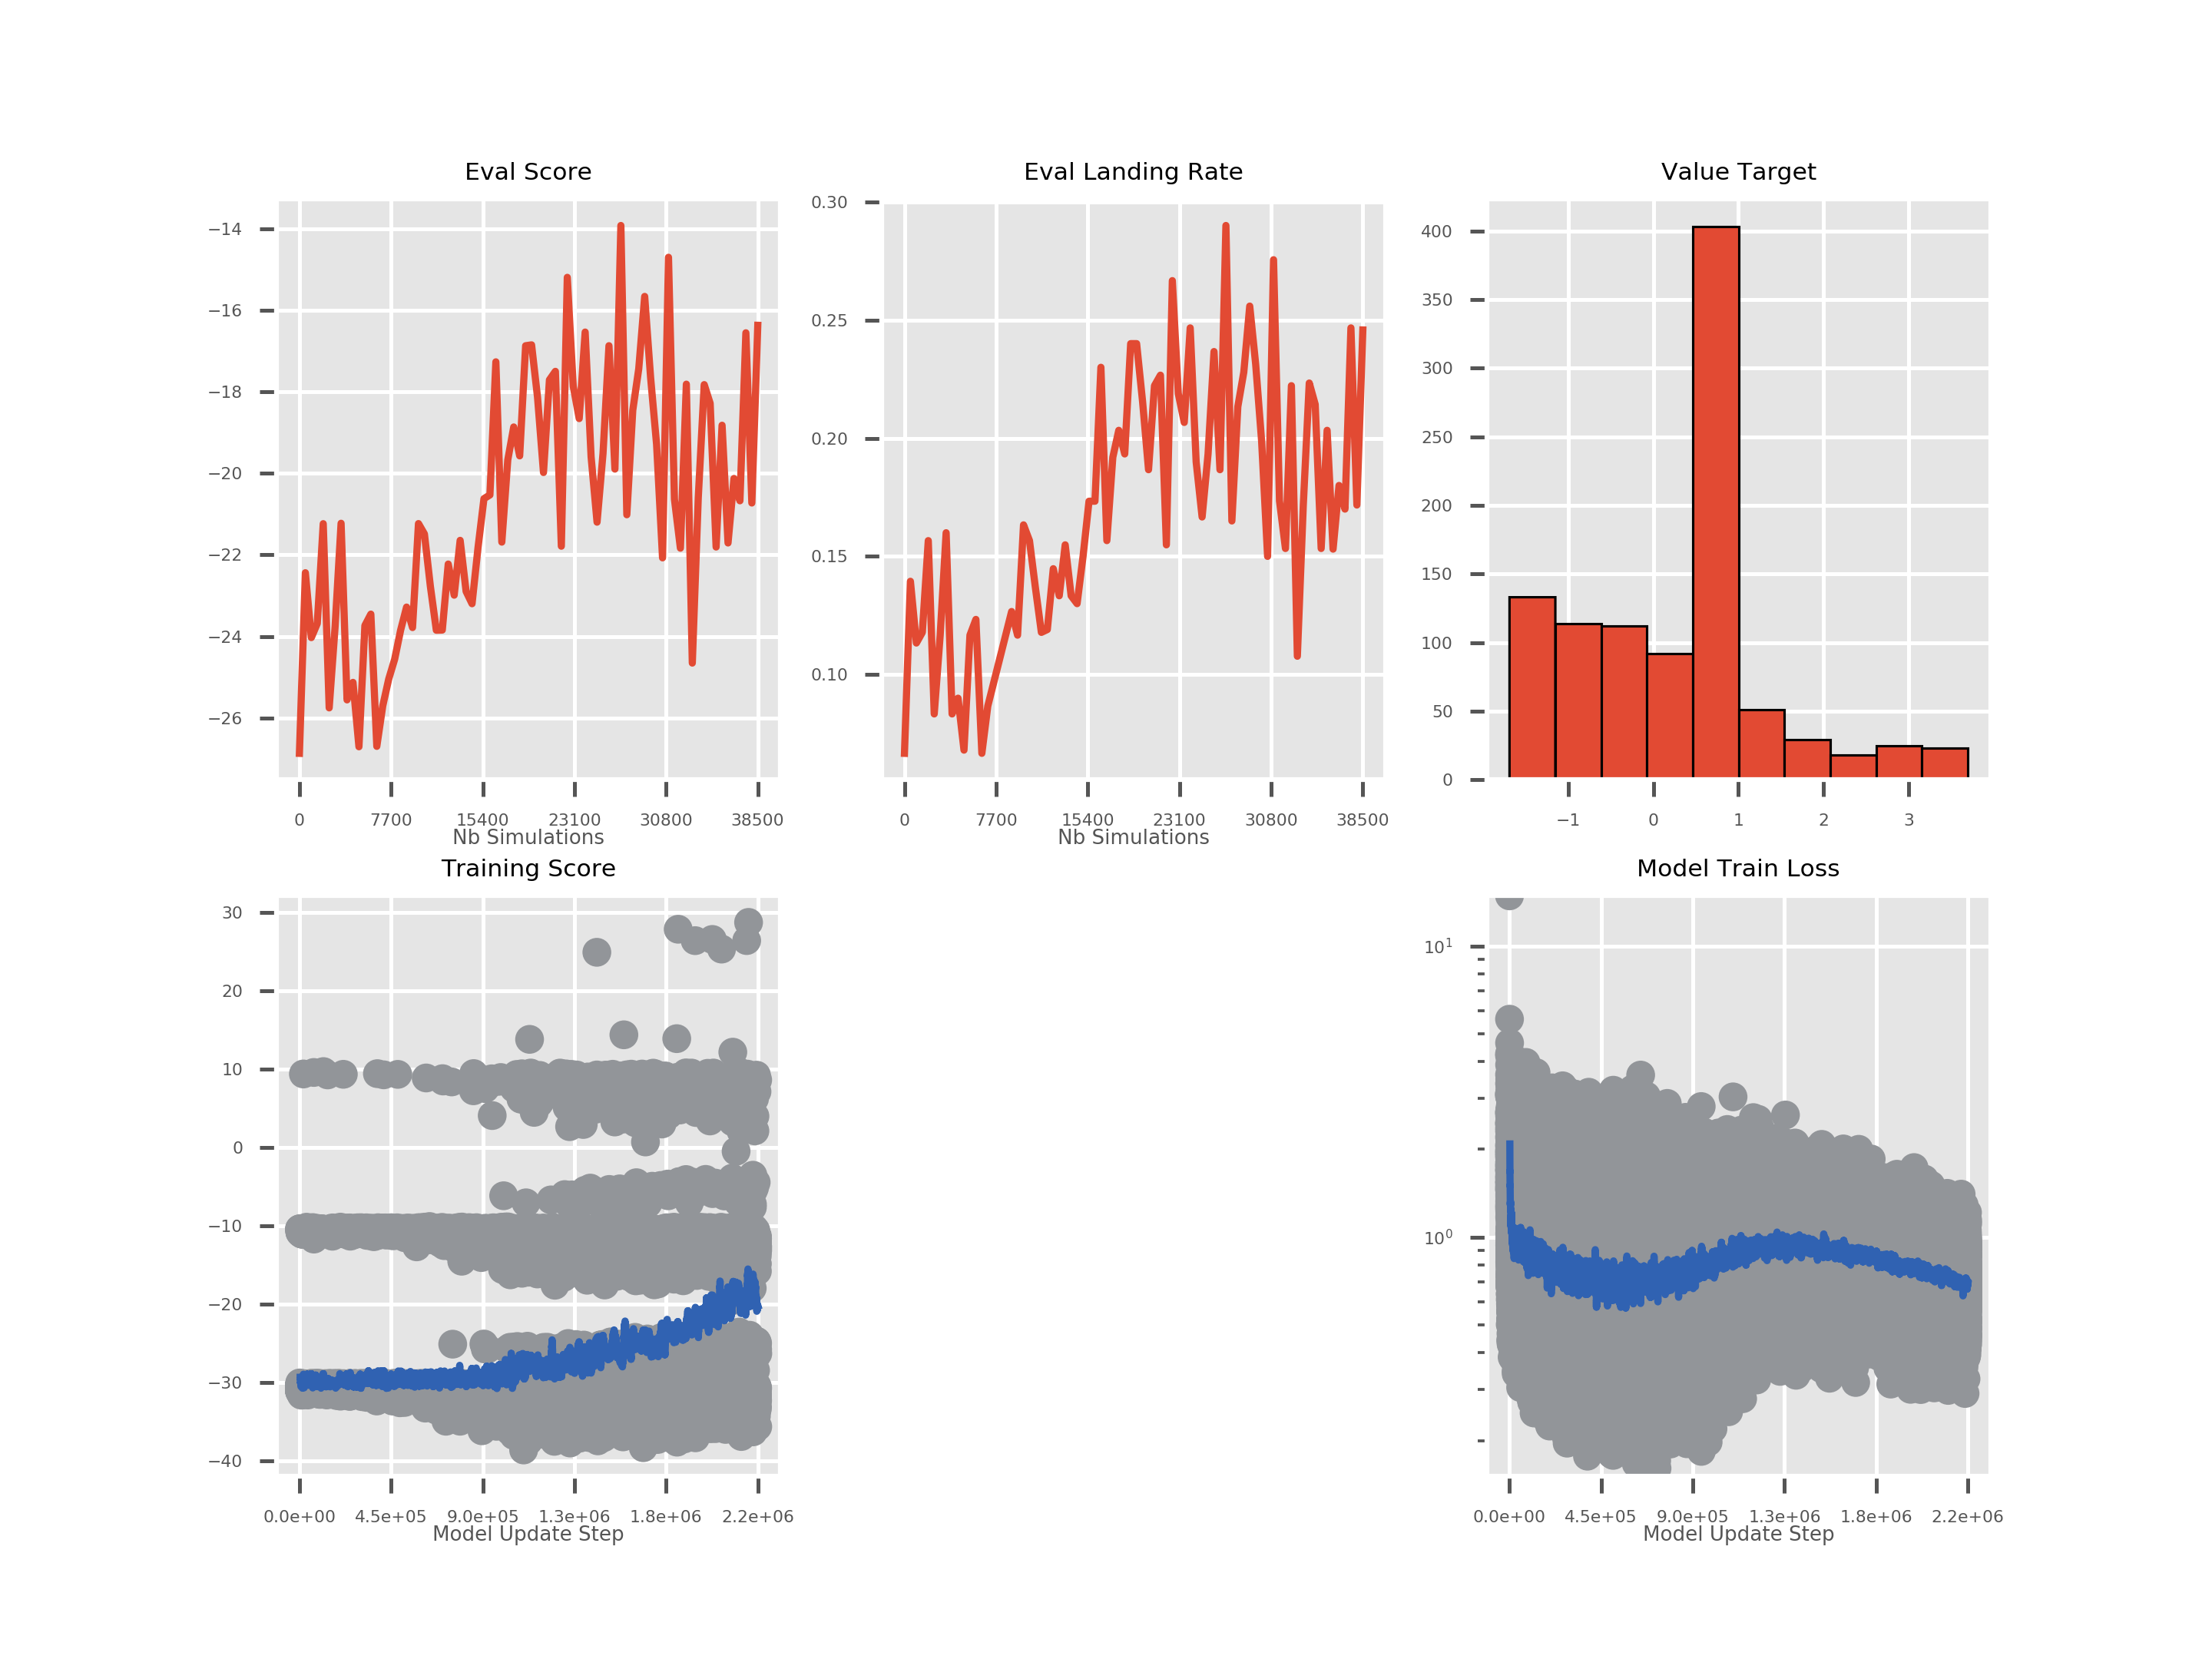 Eval Score
−14
−16
−18
−20
−22
−24
−26
0 7700 15400 23100 30800 38500
Nb Simulations
Eval Landing Rate
0.30
0.25
0.20
0.15
0.10
0 7700 15400 23100 30800 38500
Nb Simulations
Value Target
400
350
300
250
200
150
100
50
0
−1 0 1 2 3
Training Score
30
20
10
0
−10
−20
−30
−40
0.0e+00 4.5e+05 9.0e+05 1.3e+06 1.8e+06 2.2e+06
Model Update Step
Model Train Loss
10¹
10⁰
0.0e+00 4.5e+05 9.0e+05 1.3e+06 1.8e+06 2.2e+06
Model Update Step